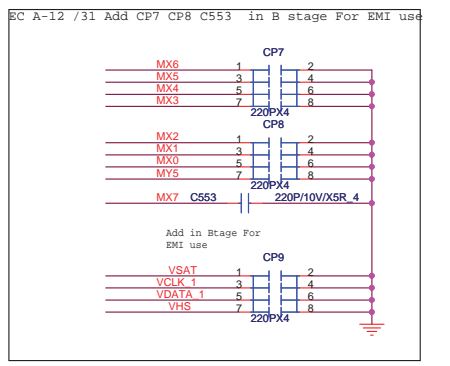 EC A-12 /31 Add CP7 CP8 C553  in B stage For EMI use
CP7
MX6 1 2
MX5 3 4
MX4 5 6
MX3 7 8
220PX4
CP8
MX2 1 2
MX1 3 4
MX0 5 6
MY5 7 8
220PX4
MX7 C553 220P/10V/X5R_4
Add in Btage For
EMI use
CP9
VSAT 1 2
VCLK_1 3 4
VDATA_1 5 6
VHS 7 8
220PX4